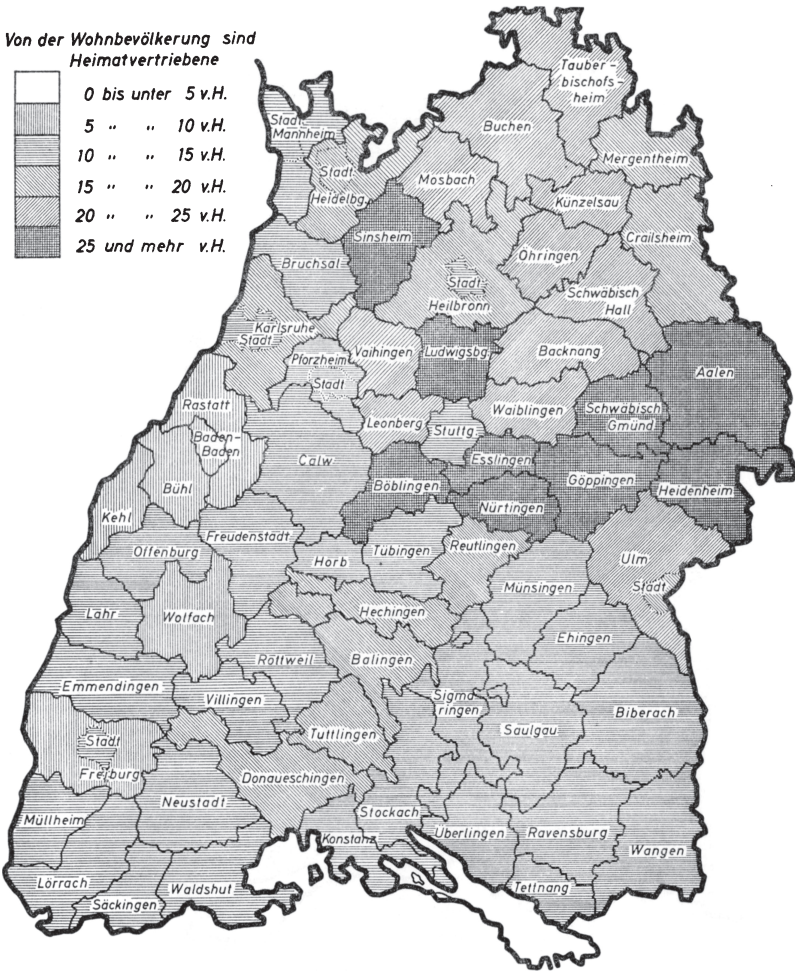 Von der Wohnbevölkerung sind
Heimatvertriebene
0 bis unter 5 v.H.
5 " " 10 v.H.
10 " " 15 v.H.
15 " " 20 v.H.
20 " " 25 v.H.
25 und mehr v.H.
Tauber-
bischofs-
heim
Stadt
Mannheim
Buchen
Mergentheim
Stadt
Heidelbg.
Mosbach
Künzelsau
Sinsheim
Crailsheim
Bruchsal
Öhringen
Stadt
Heilbronn
Schwäbisch
Hall
Karlsruhe
Stadt
Pforzheim
Stadt
Vaihingen
Ludwigsbg.
Backnang
Aalen
Rastatt
Baden-
Baden
Leonberg
Stuttg.
Waiblingen
Schwäbisch
Gmünd
Calw
Esslingen
Bühl
Böblingen
Göppingen
Heidenheim
Kehl
Nürtingen
Offenburg
Freudenstadt
Horb
Tübingen
Reutlingen
Ulm
Stadt
Münsingen
Lahr
Wolfach
Hechingen
Ehingen
Rottweil
Balingen
Emmendingen
Villingen
Sigma
ringen
Biberach
Saulgau
Stadt
Freiburg
Tuttlingen
Donaueschingen
Neustadt
Stockach
Müllheim
Konstanz
Überlingen
Ravensburg
Wangen
Lörrach
Säckingen
Waldshut
Tettnang